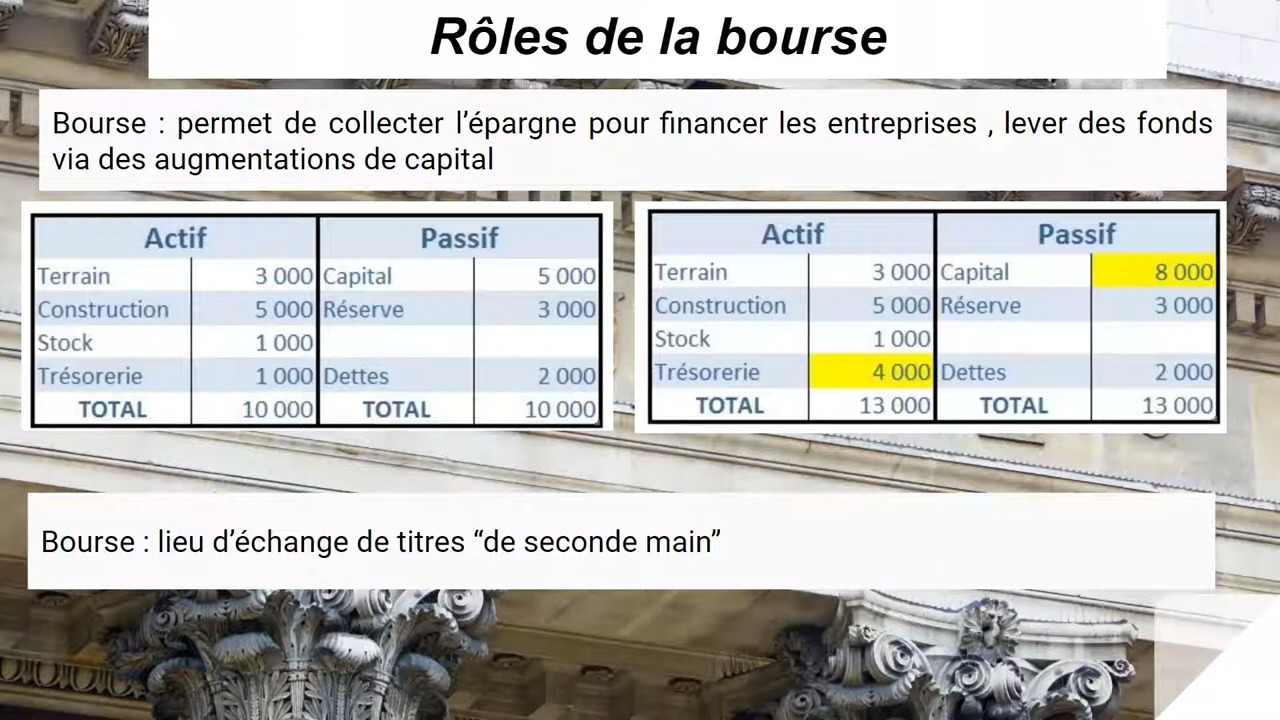 Rôles de la bourse
Bourse : permet de collecter l’épargne pour financer les entreprises , lever des fonds
via des augmentations de capital
Actif Passif
Terrain 3 000 Capital 5 000
Construction 5 000 Réserve 3 000
Stock 1 000
Trésorerie 1 000 Dettes 2 000
TOTAL 10 000 TOTAL 10 000
Actif Passif
Terrain 3 000 Capital 8 000
Construction 5 000 Réserve 3 000
Stock 1 000
Trésorerie 4 000 Dettes 2 000
TOTAL 13 000 TOTAL 13 000
Bourse : lieu d’échange de titres “de seconde main”